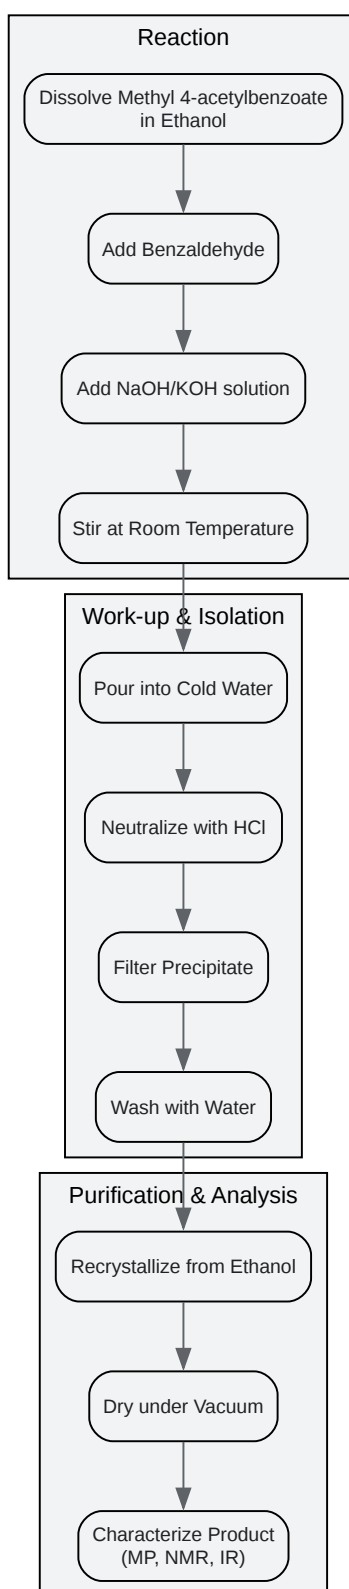 Reaction
Dissolve Methyl 4-acetylbenzoate
in Ethanol
Add Benzaldehyde
Add NaOH/KOH solution
Stir at Room Temperature
Work-up & Isolation
Pour into Cold Water
Neutralize with HCl
Filter Precipitate
Wash with Water
Purification & Analysis
Recrystallize from Ethanol
Dry under Vacuum
Characterize Product
(MP, NMR, IR)